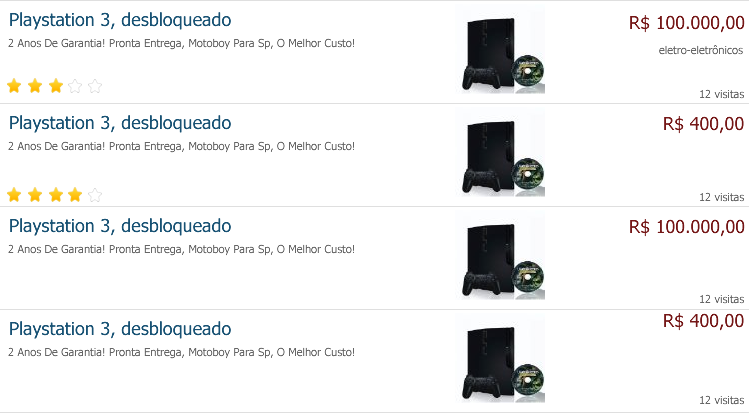 Playstation 3, desbloqueado
R$ 100.000,00
2 Anos De Garantia! Pronta Entrega, Motoboy Para Sp, O Melhor Custo!
eletro-eletrônicos
12 visitas
Playstation 3, desbloqueado
R$ 400,00
2 Anos De Garantia! Pronta Entrega, Motoboy Para Sp, O Melhor Custo!
12 visitas
Playstation 3, desbloqueado
R$ 100.000,00
2 Anos De Garantia! Pronta Entrega, Motoboy Para Sp, O Melhor Custo!
12 visitas
Playstation 3, desbloqueado
R$ 400,00
2 Anos De Garantia! Pronta Entrega, Motoboy Para Sp, O Melhor Custo!
12 visitas